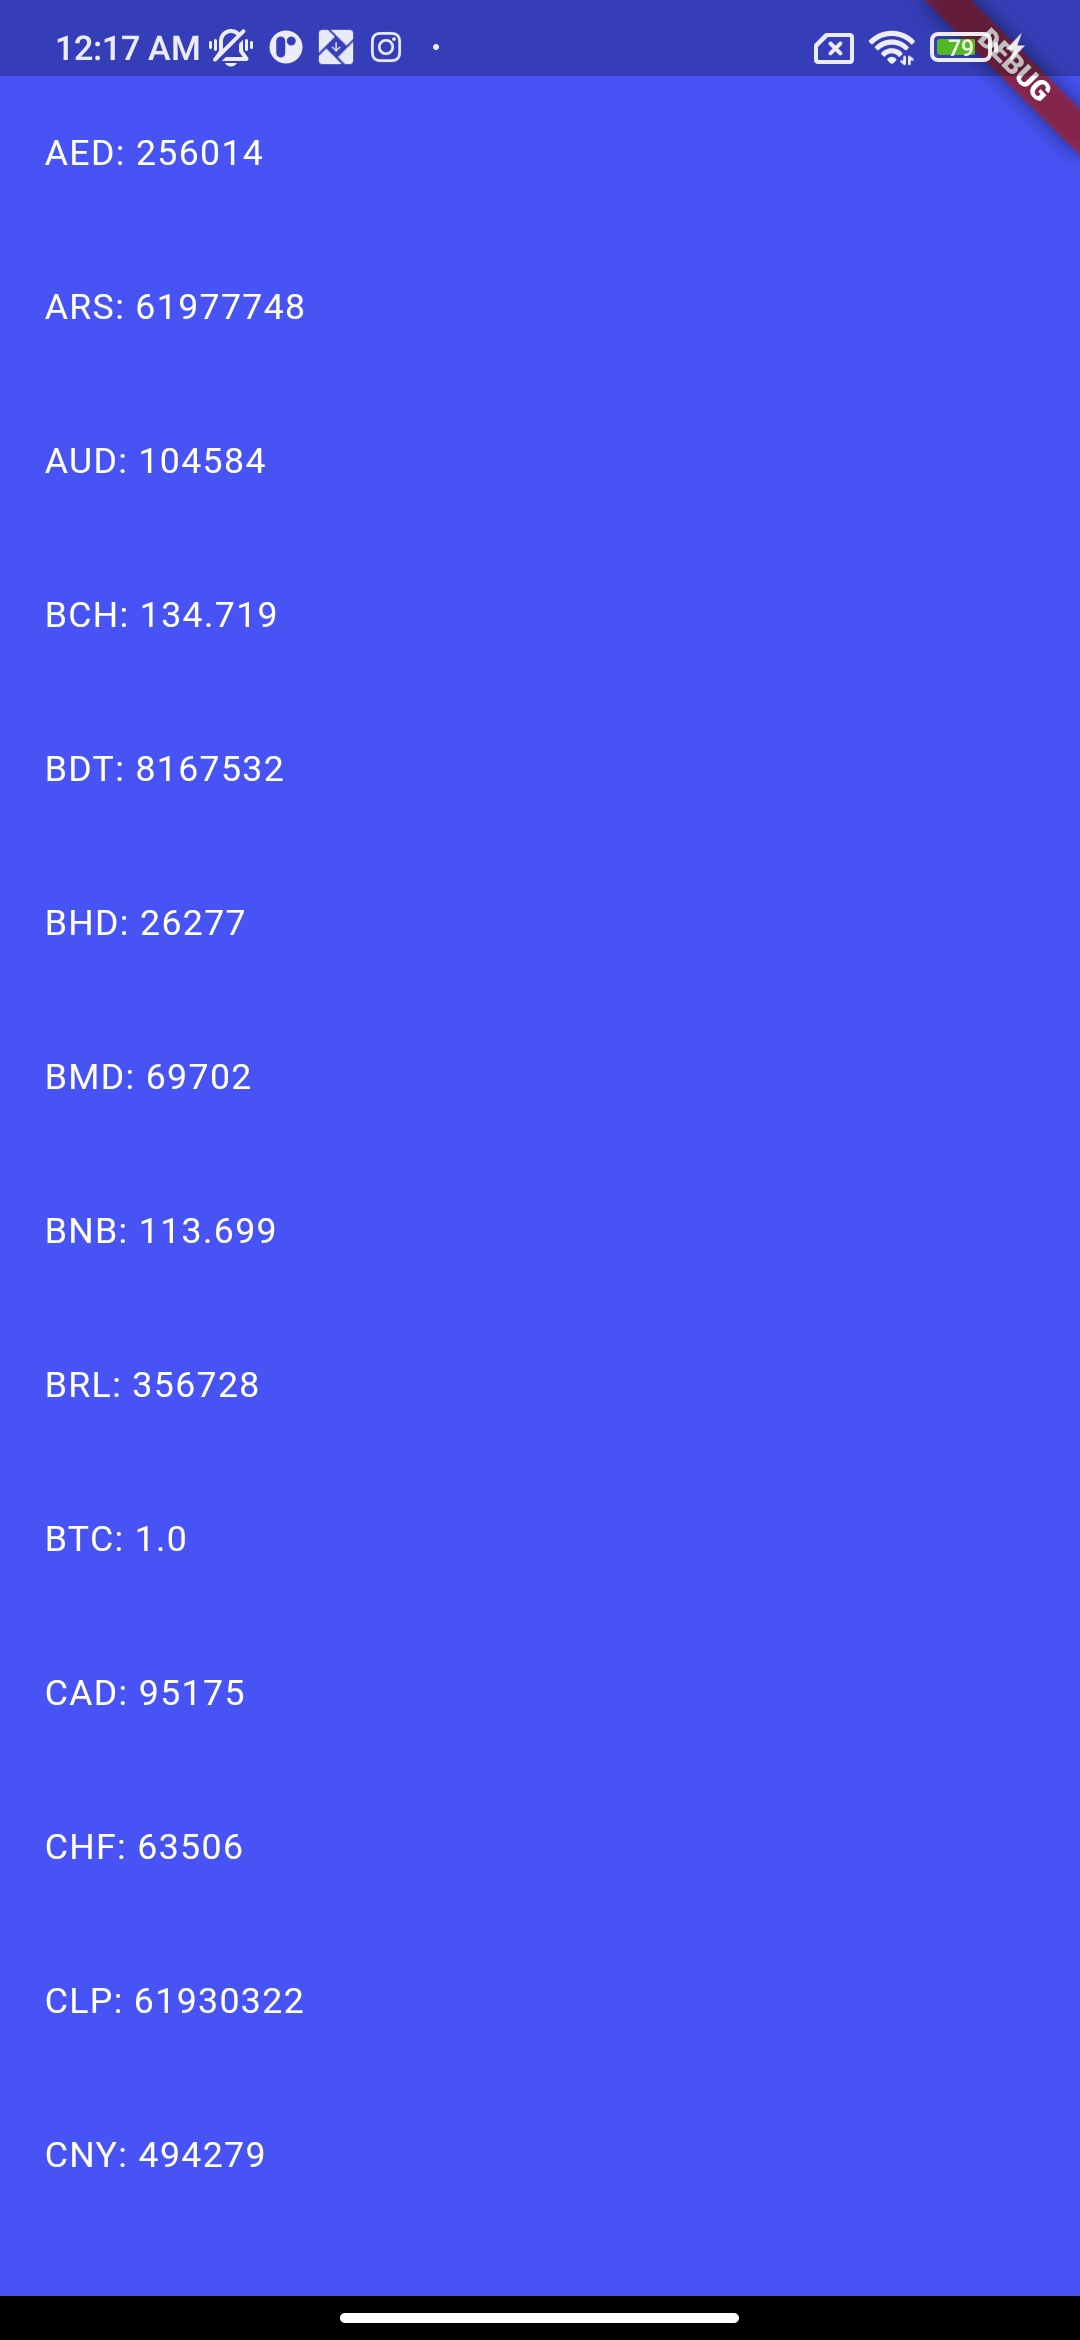 12:17 AM
79
DEBUG
AED: 256014
ARS: 61977748
AUD: 104584
BCH: 134.719
BDT: 8167532
BHD: 26277
BMD: 69702
BNB: 113.699
BRL: 356728
BTC: 1.0
CAD: 95175
CHF: 63506
CLP: 61930322
CNY: 494279